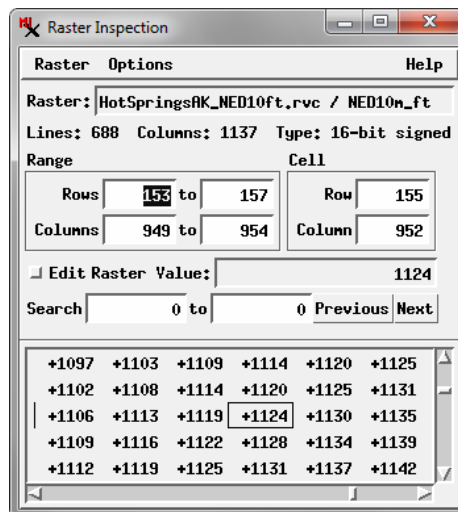 Raster Inspection
Raster Options Help
Raster: HotSpringsAK_NED10ft.rvc / NED10m_ft
Lines: 688 Columns: 1137 Type: 16-bit signed
Range Cell
Rows 153 to 157 Row 155
Columns 949 to 954 Column 952
Edit Raster Value: 1124
Search 0 to 0 Previous Next
+1097 +1103 +1109 +1114 +1120 +1125
+1102 +1108 +1114 +1120 +1125 +1131
+1106 +1113 +1119 +1124 +1130 +1135
+1109 +1116 +1122 +1128 +1134 +1139
+1112 +1119 +1125 +1131 +1137 +1142